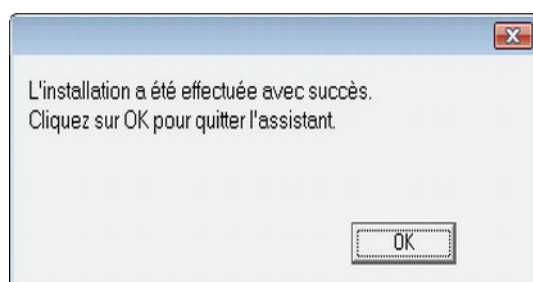 L'installation a été effectuée avec succès.
Cliquez sur OK pour quitter l'assistant.
OK